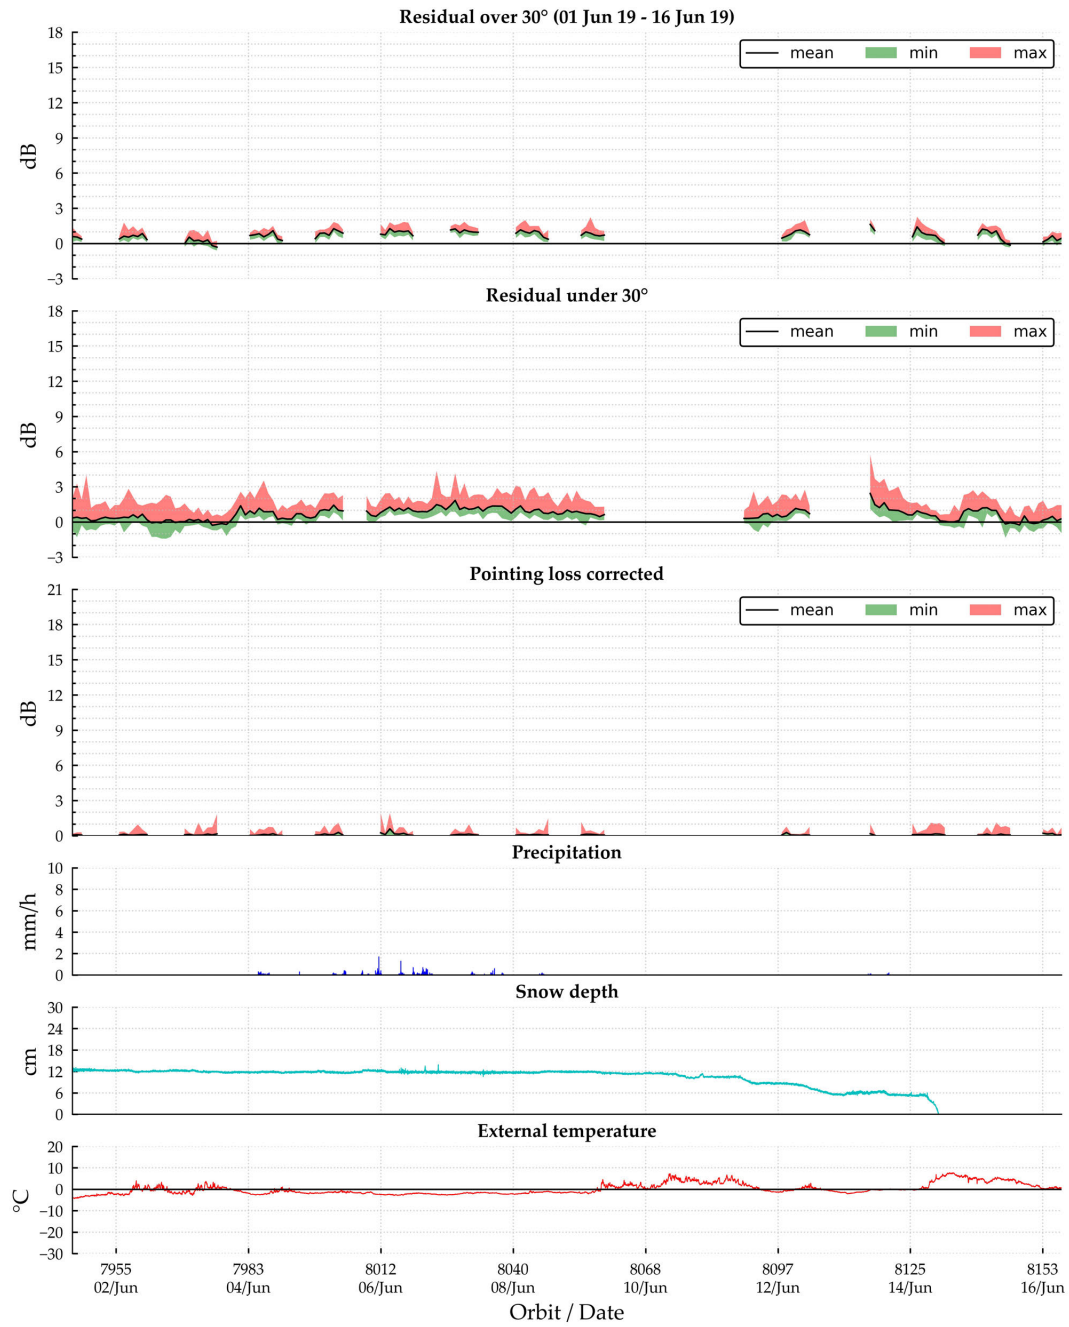 Residual over 30° (01 Jun 19 - 16 Jun 19)
18
15
12
9
6
3
0
−3
dB
mean min max
Residual under 30°
18
15
12
9
6
3
0
−3
dB
mean min max
Pointing loss corrected
21
18
15
12
9
6
3
0
dB
mean min max
Precipitation
10
8
6
4
2
0
mm/h
Snow depth
30
24
18
12
6
0
cm
External temperature
20
10
0
−10
−20
−30
°C
7955 7983 8012 8040 8068 8097 8125 8153
02/Jun 04/Jun 06/Jun 08/Jun 10/Jun 12/Jun 14/Jun 16/Jun
Orbit / Date